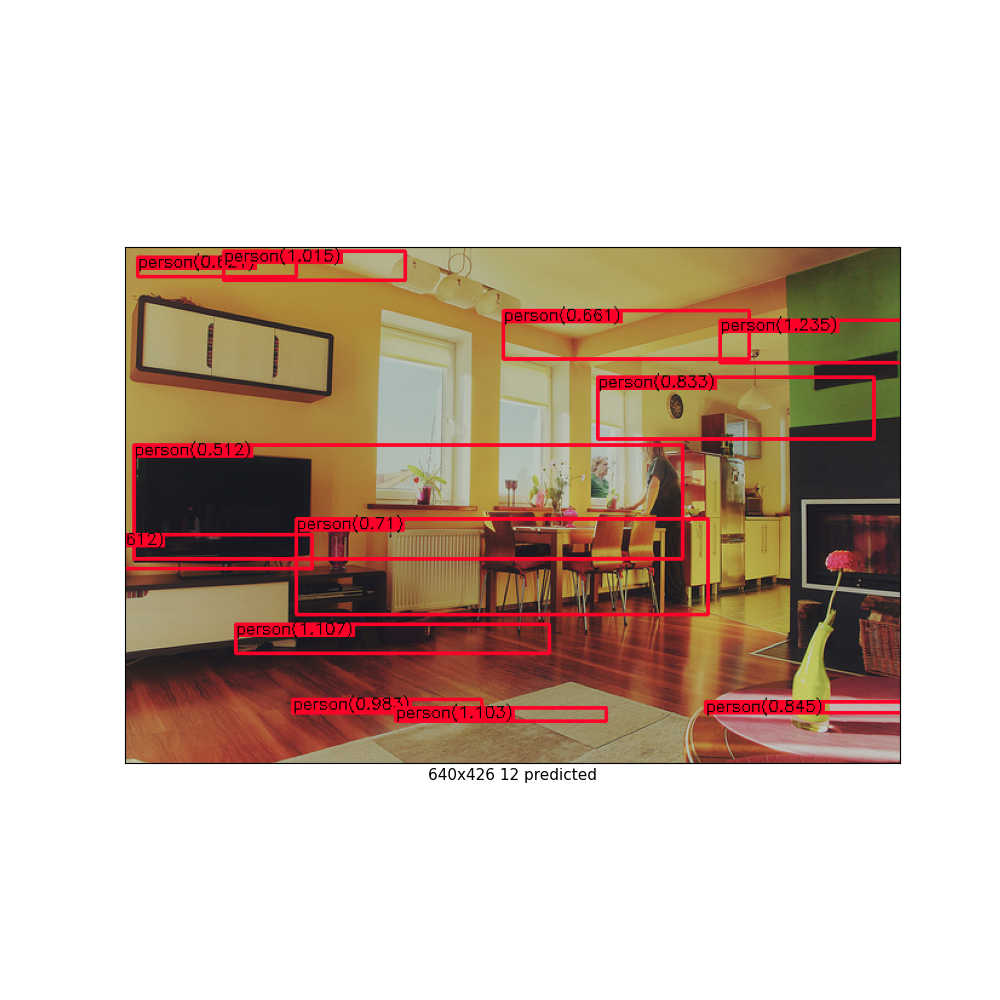 person(1.015)
person(0.661)
person(1.235)
person(0.833)
person(0.512)
person(0.71)
612)
person(1.107)
person(0.983)
person(1.103)
person(0.845)
640x426 12 predicted